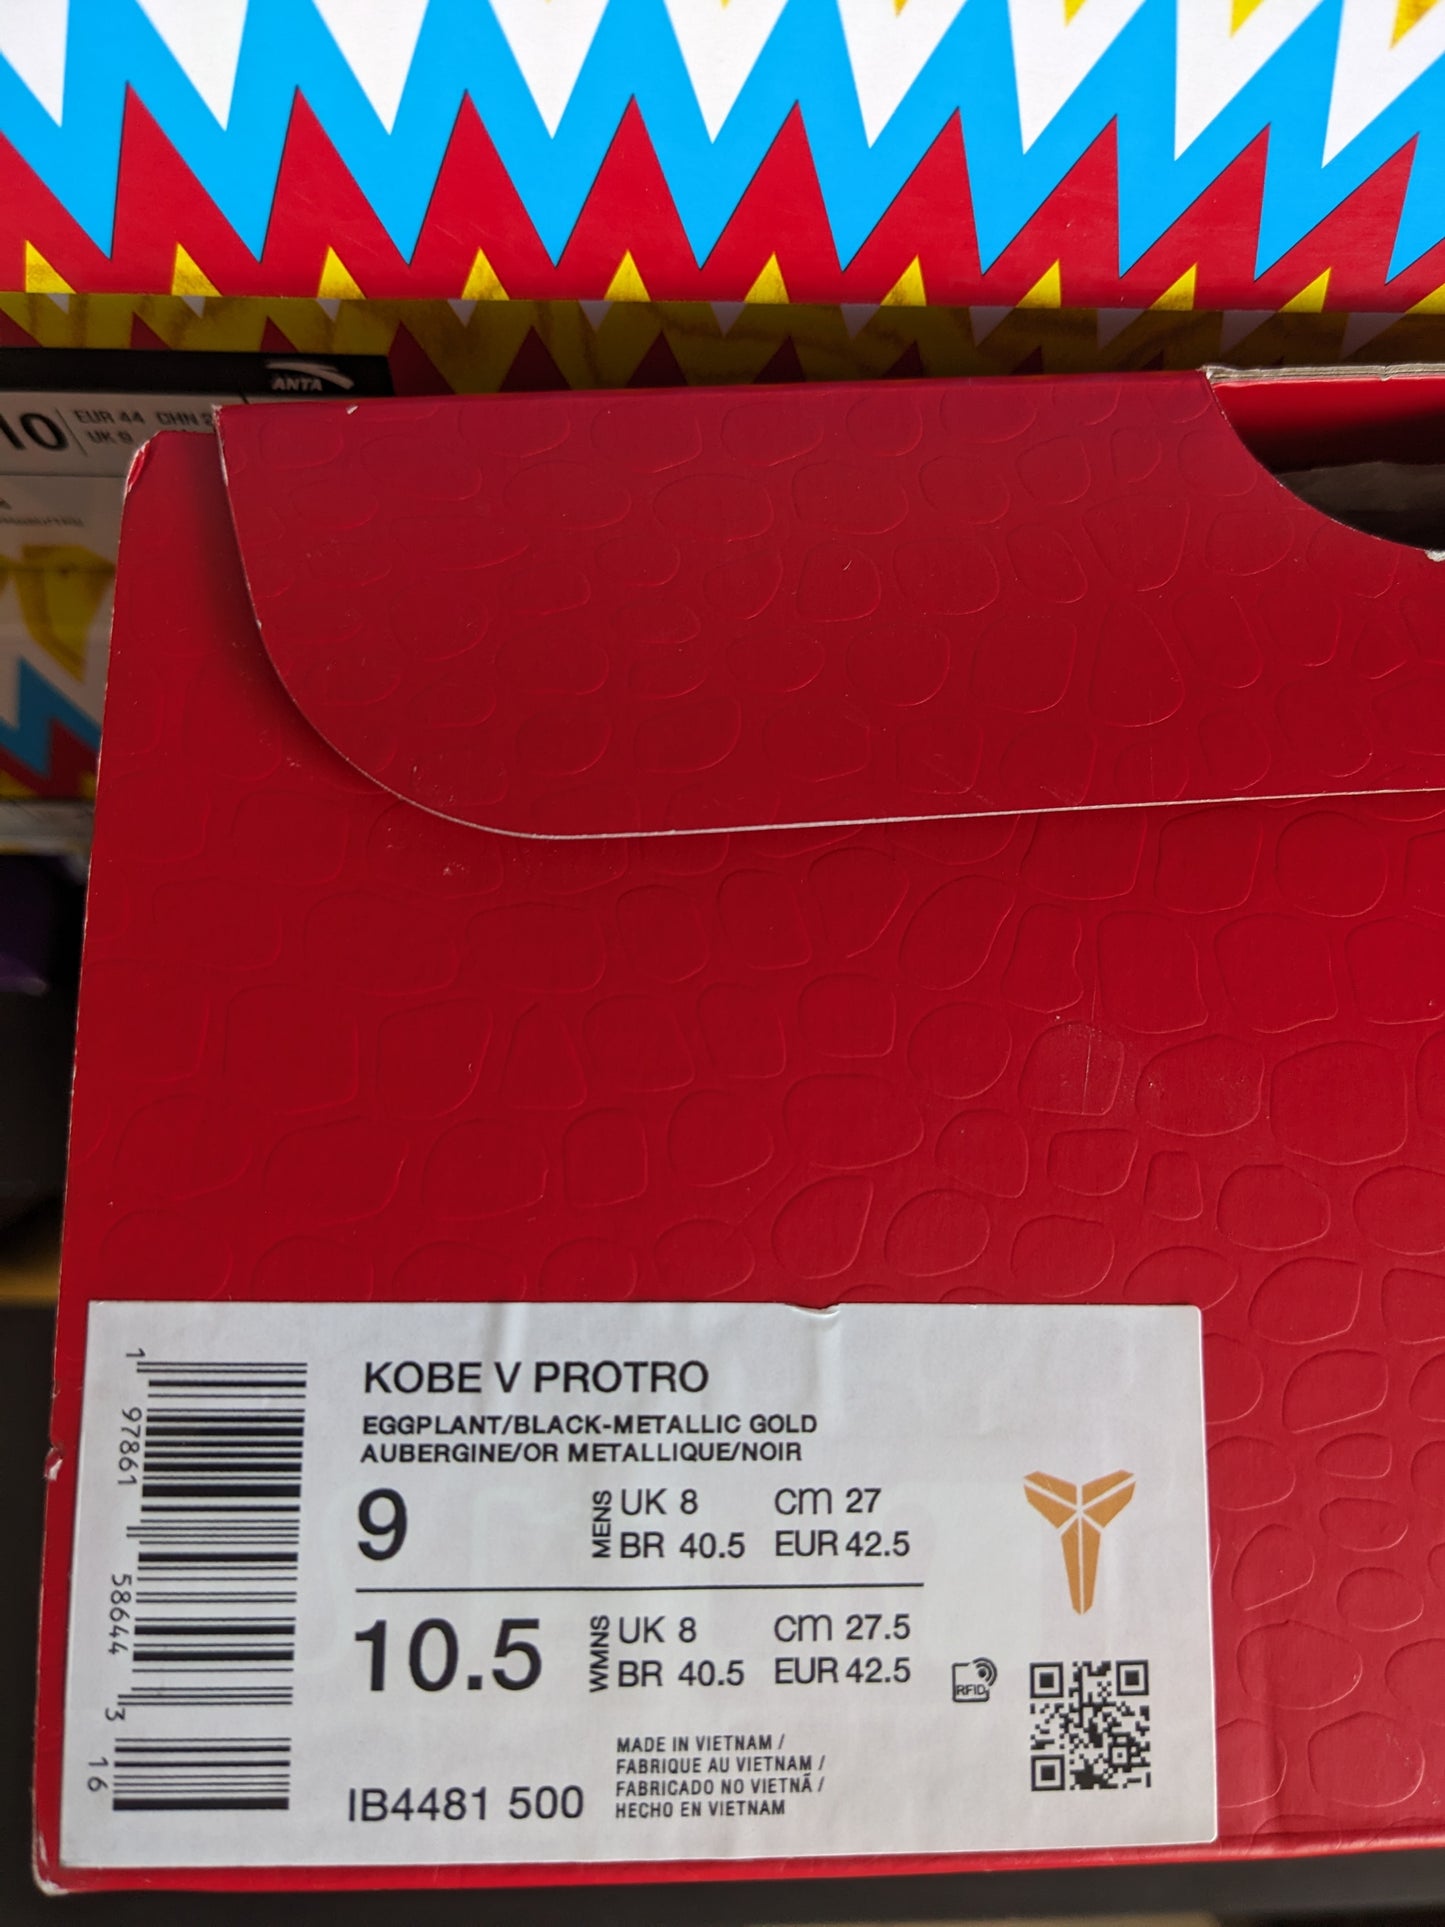 ANTA
10
EUR 44 CHN 2
UK 9
1 97861 58644 3 16
KOBE V PROTRO
EGGPLANT/BLACK-METALLIC GOLD
AUBERGINE/OR METALLIQUE/NOIR
9 MENS UK 8 CM 27
BR 40.5 EUR 42.5
10.5 WMNS UK 8 CM 27.5
BR 40.5 EUR 42.5
RFID
IB4481 500
MADE IN VIETNAM /
FABRIQUE AU VIETNAM /
FABRICADO NO VIETNÃ /
HECHO EN VIETNAM